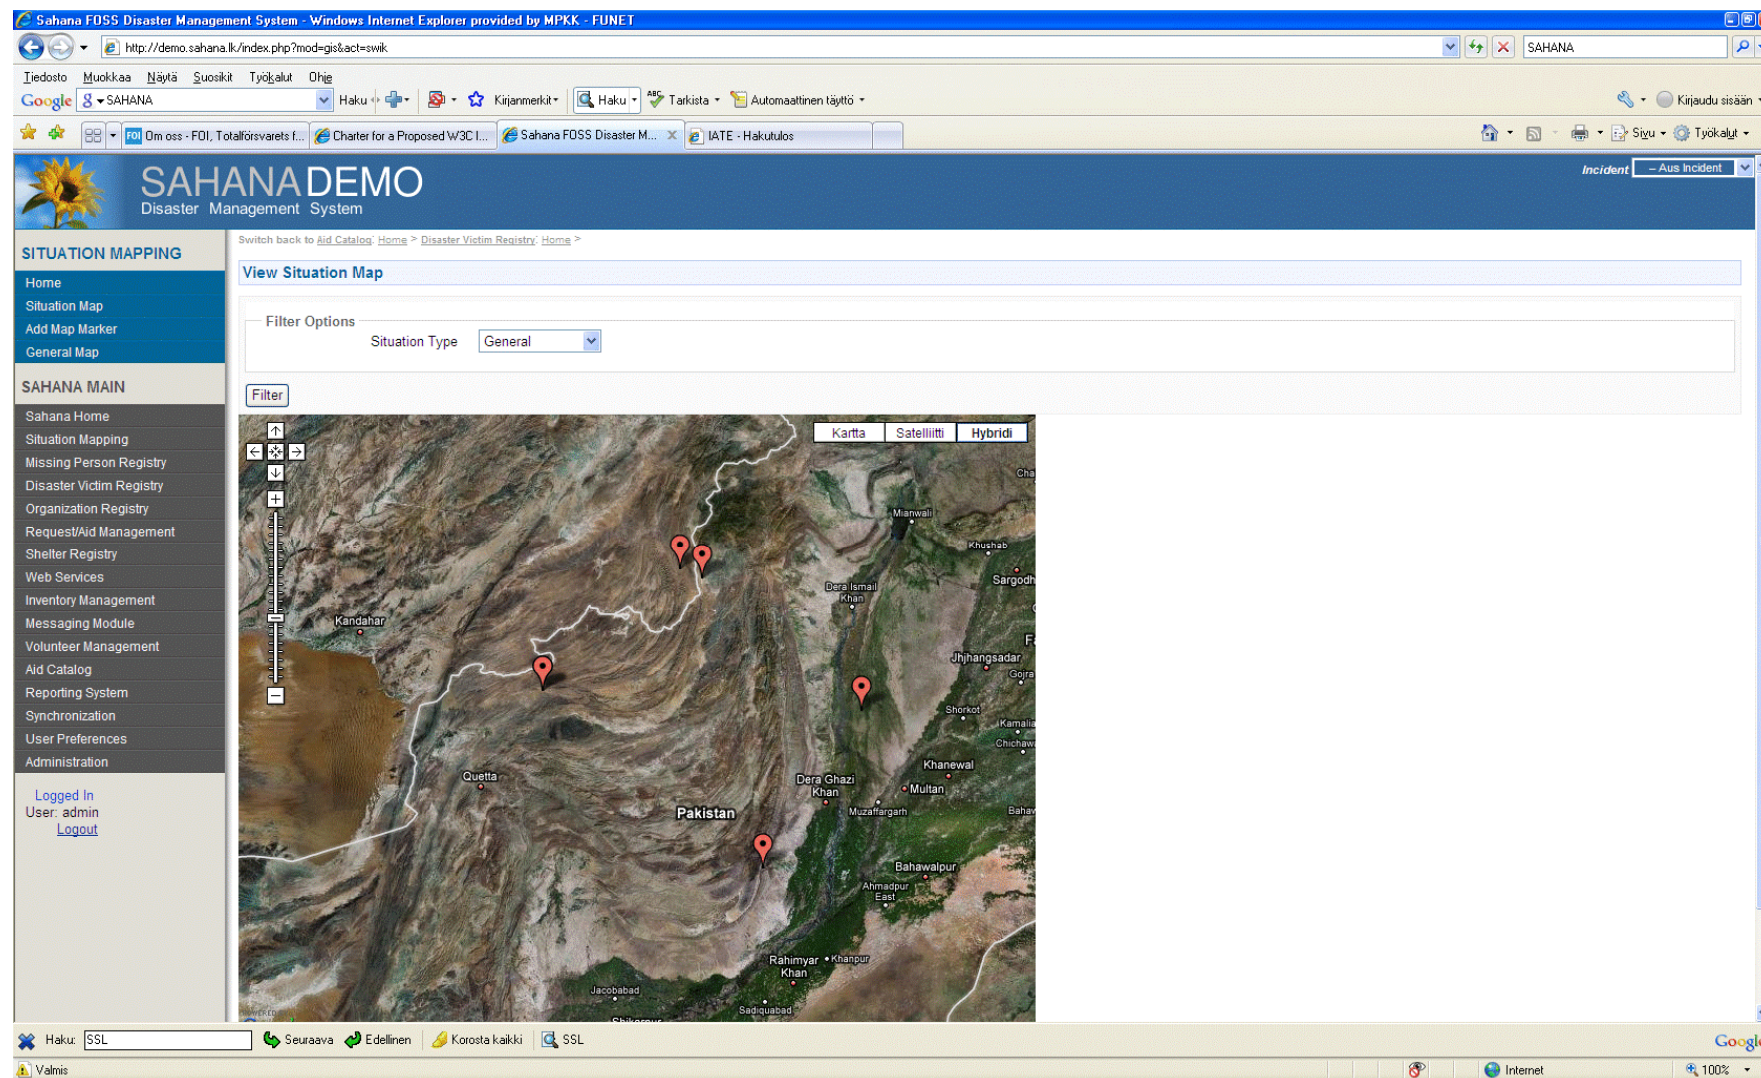 Sahana FOSS Disaster Management System - Windows Internet Explorer provided by MPKK - FUNET
http://demo.sahana.lk/index.php?mod=gis&act=swik
SAHANA
Tiedosto Muokkaa Näytä Suosikit Työkalut Ohje
Google SAHANA Haku Kirjanmerkit Haku ABC Tarkista Automaattinen täyttö Kirjaudu sisään
FOI Om oss - FOI, Totalförsvarets f... Charter for a Proposed W3C I... Sahana FOSS Disaster M... IATE - Hakutulos Sivu Työkalut
SAHANA DEMO
Disaster Management System
Incident -- Aus Incident
Switch back to Aid Catalog: Home > Disaster Victim Registry: Home >
SITUATION MAPPING
Home
Situation Map
Add Map Marker
General Map
SAHANA MAIN
Sahana Home
Situation Mapping
Missing Person Registry
Disaster Victim Registry
Organization Registry
Request/Aid Management
Shelter Registry
Web Services
Inventory Management
Messaging Module
Volunteer Management
Aid Catalog
Reporting System
Synchronization
User Preferences
Administration
Logged In
User: admin
Logout
View Situation Map
Filter Options
Situation Type General
Filter
Kartta Satelliitti Hybridi
Cha
Mianwali
Khushab
Sargodh
Dera Ismail
Khan
Kandahar
Jhjhangsadar
Gojra
Shorkot
Kamalia
Chichaw
Khanewal
Quetta
Dera Ghazi
Khan
Multan
Muzaffargarh
Pakistan
Bahaw
Bahawalpur
Ahmadpur
East
Rahimyar
Khan
Khanpur
Jacobabad
Sadiqabad
Shikarpur
Haku: SSL Seuraava Edellinen Korosta kaikki SSL Google
Valmis Internet 100%